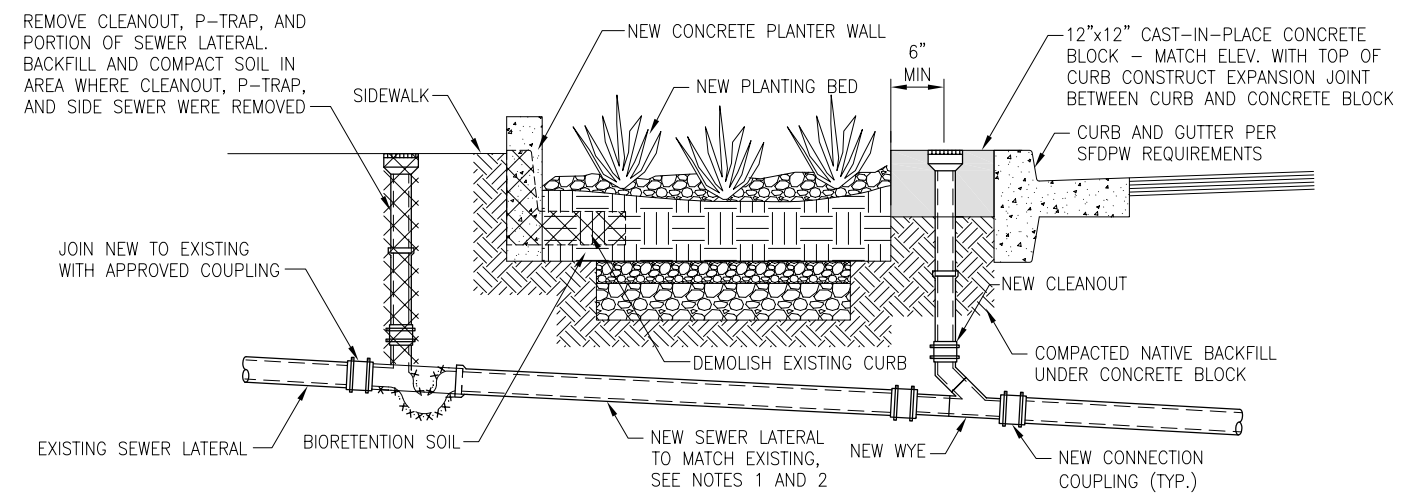 REMOVE CLEANOUT, P-TRAP, AND
PORTION OF SEWER LATERAL.
BACKFILL AND COMPACT SOIL IN
AREA WHERE CLEANOUT, P-TRAP,
AND SIDE SEWER WERE REMOVED
SIDEWALK
NEW CONCRETE PLANTER WALL
NEW PLANTING BED
6"
MIN
12"x12" CAST-IN-PLACE CONCRETE
BLOCK - MATCH ELEV. WITH TOP OF
CURB CONSTRUCT EXPANSION JOINT
BETWEEN CURB AND CONCRETE BLOCK
CURB AND GUTTER PER
SFDPW REQUIREMENTS
JOIN NEW TO EXISTING
WITH APPROVED COUPLING
NEW CLEANOUT
DEMOLISH EXISTING CURB
COMPACTED NATIVE BACKFILL
UNDER CONCRETE BLOCK
EXISTING SEWER LATERAL
BIORETENTION SOIL
NEW SEWER LATERAL
TO MATCH EXISTING,
SEE NOTES 1 AND 2
NEW WYE
NEW CONNECTION
COUPLING (TYP.)